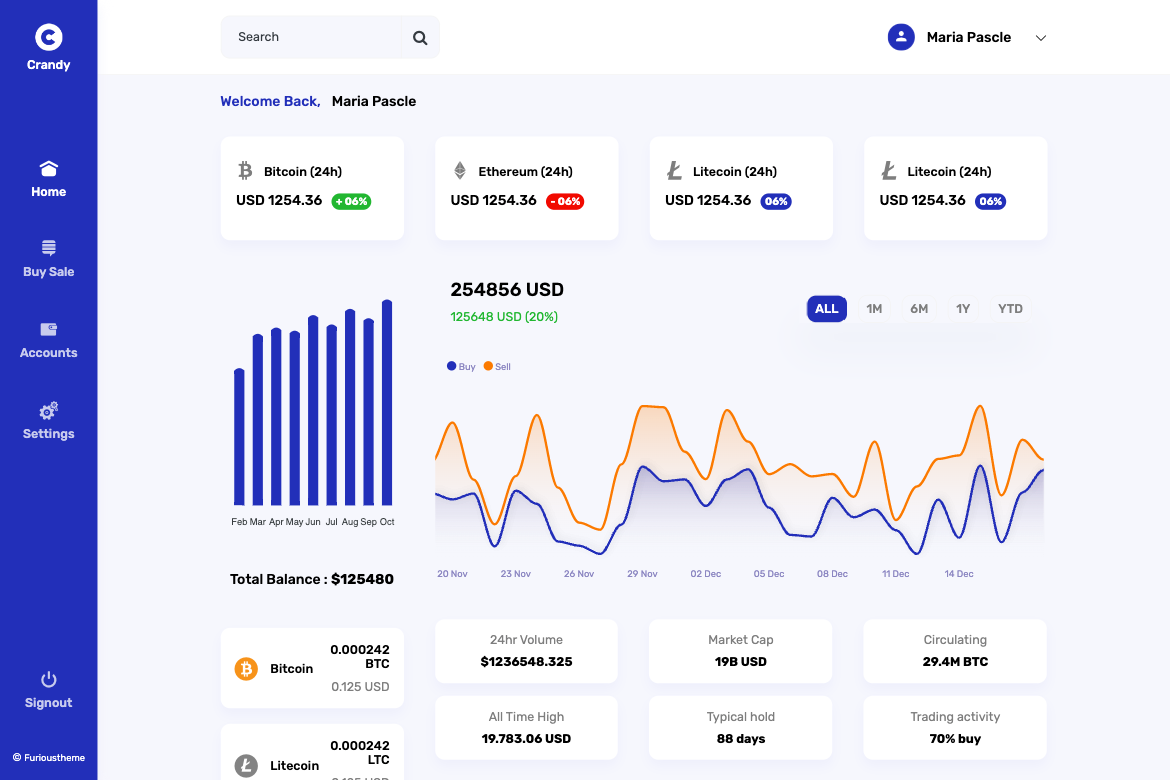 Crandy
Home
Buy Sale
Accounts
Settings
Signout
© Furioustheme
Search
Maria Pascle
Welcome Back, Maria Pascle
Bitcoin (24h)
USD 1254.36 + 06%
Ethereum (24h)
USD 1254.36 - 06%
Litecoin (24h)
USD 1254.36 06%
Litecoin (24h)
USD 1254.36 06%
Feb Mar Apr May Jun Jul Aug Sep Oct
Total Balance : $125480
254856 USD
125648 USD (20%)
ALL 1M 6M 1Y YTD
Buy Sell
20 Nov 23 Nov 26 Nov 29 Nov 02 Dec 05 Dec 08 Dec 11 Dec 14 Dec
Bitcoin
0.000242
BTC
0.125 USD
Litecoin
0.000242
LTC
24hr Volume
$1236548.325
Market Cap
19B USD
Circulating
29.4M BTC
All Time High
19.783.06 USD
Typical hold
88 days
Trading activity
70% buy